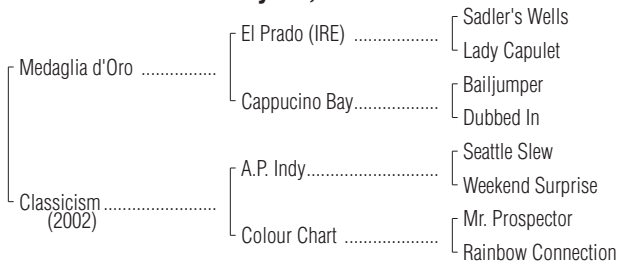 Sadler's Wells
El Prado (IRE) ..................
Lady Capulet
Medaglia d'Oro ................
Bailjumper
Cappucino Bay..................
Dubbed In
Seattle Slew
A.P. Indy............................
Weekend Surprise
Classicism........................
(2002)
Mr. Prospector
Colour Chart ....................
Rainbow Connection